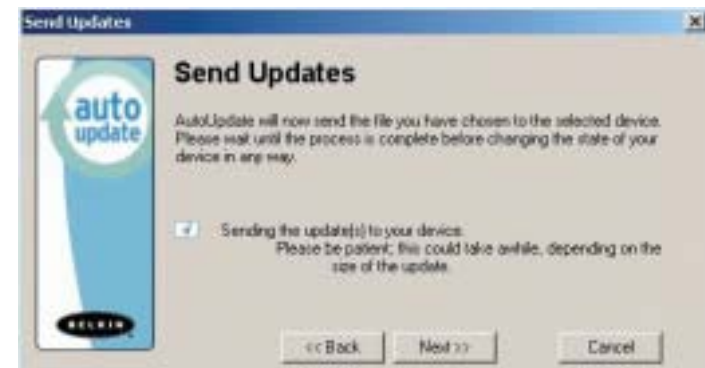 Send Updates
auto
update
Send Updates
AutoUpdate will now send the file you have chosen to the selected device.
Please wait until the process is complete before changing the state of your
device in any way.
Sending the update(s) to your device.
Please be patient; this could take awhile, depending on the
size of the update.
BELKIN
<< Back
Next >>
Cancel